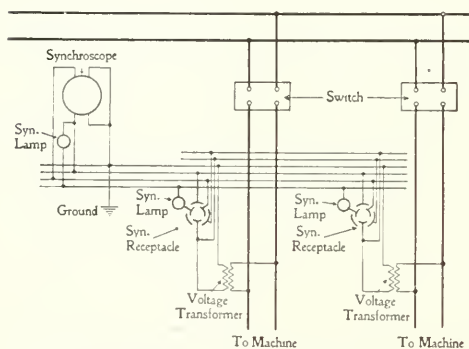 Synchroscope
Switch
Syn.
Lamp
Ground
Syn.
Lamp
Syn.
Receptacle
Syn.
Lamp
Syn.
Receptacle
Voltage
Transformer
Voltage
Transformer
To Machine
To Machine